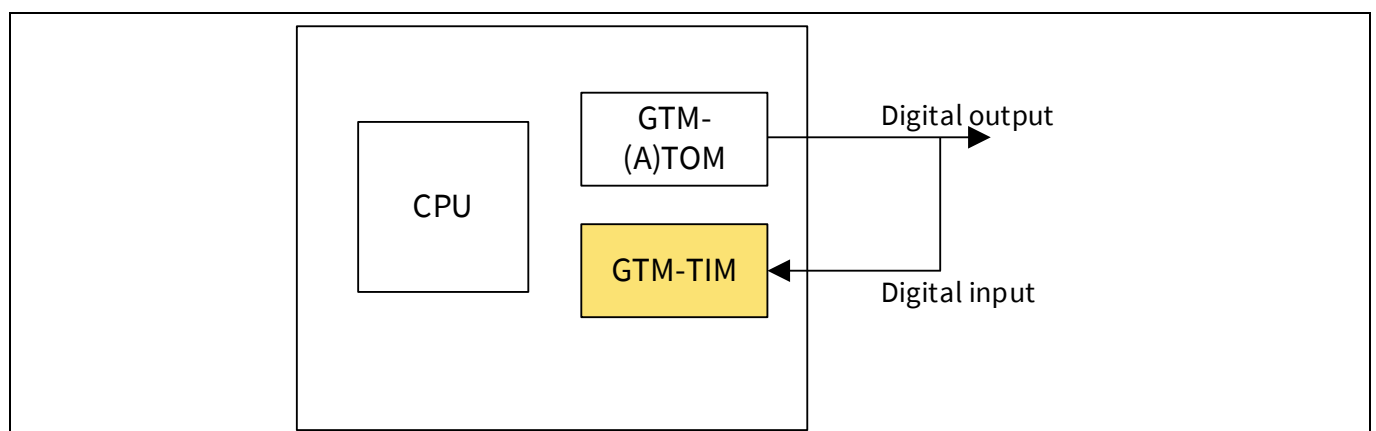 GTM-
(A)TOM
Digital output
CPU
GTM-TIM
Digital input